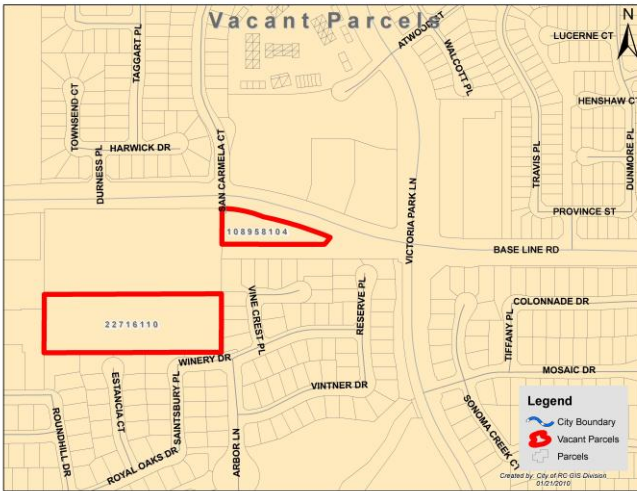 Vacant Parcels
N
TAGGART PL
ATWOOD ST
WALCOTT PL
LUCERNE CT
TOWNSEND CT
HENSHAW CT
HARWICK DR
DURNESS PL
SAN CARMELA CT
TRAVIS PL
DUNMORE PL
VICTORIA PARK LN
PROVINCE ST
108958104
BASE LINE RD
VINE CREST PL
RESERVE PL
COLONNADE DR
TIFFANY PL
22716110
WINERY DR
MOSAIC DR
ESTANCIA CT
SAINTSBURY PL
VINTNER DR
SONOMA CREEK CT
ROUNDHILL DR
ROYAL OAKS DR
ARBOR LN
Legend
City Boundary
Vacant Parcels
Parcels
Created by: City of RC GIS Division
01/21/2010